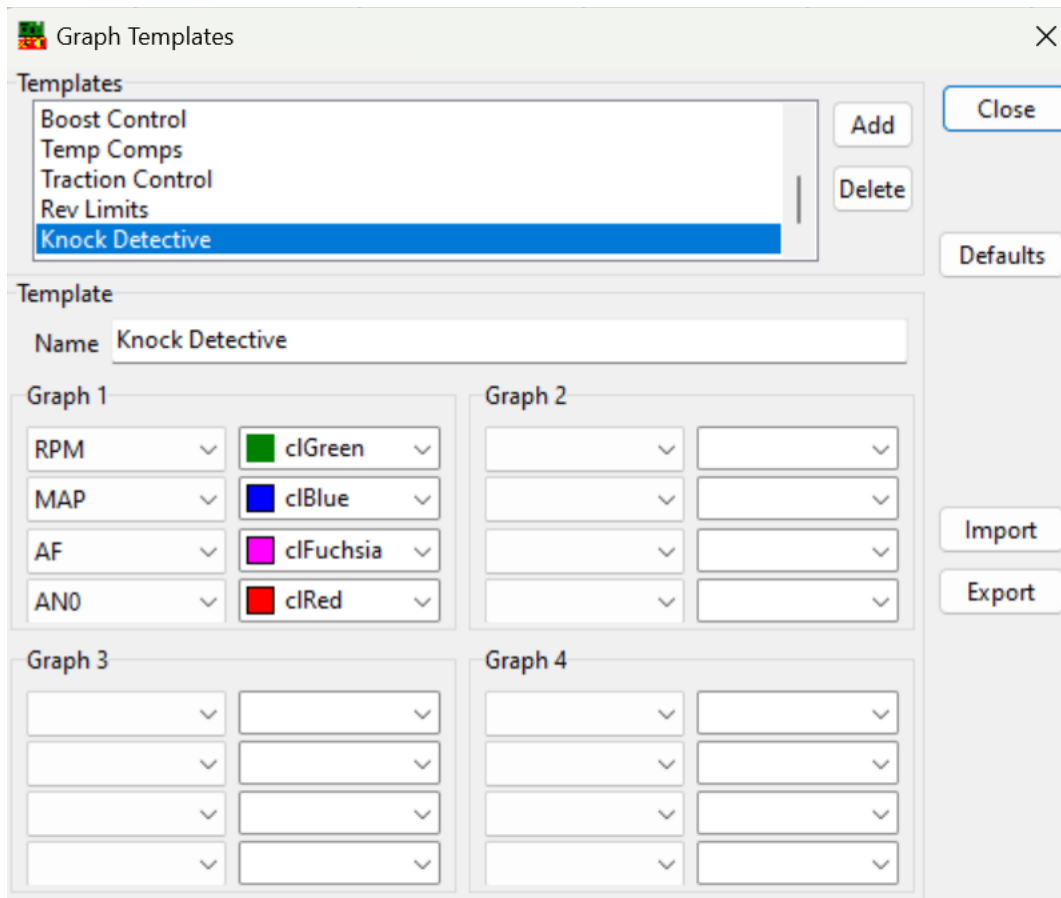 Graph Templates
Templates
Boost Control
Temp Comps
Traction Control
Rev Limits
Knock Detective
Add
Delete
Close
Defaults
Template
Name Knock Detective
Graph 1
RPM clGreen
MAP clBlue
AF clFuchsia
AN0 clRed
Graph 2
Import
Export
Graph 3
Graph 4